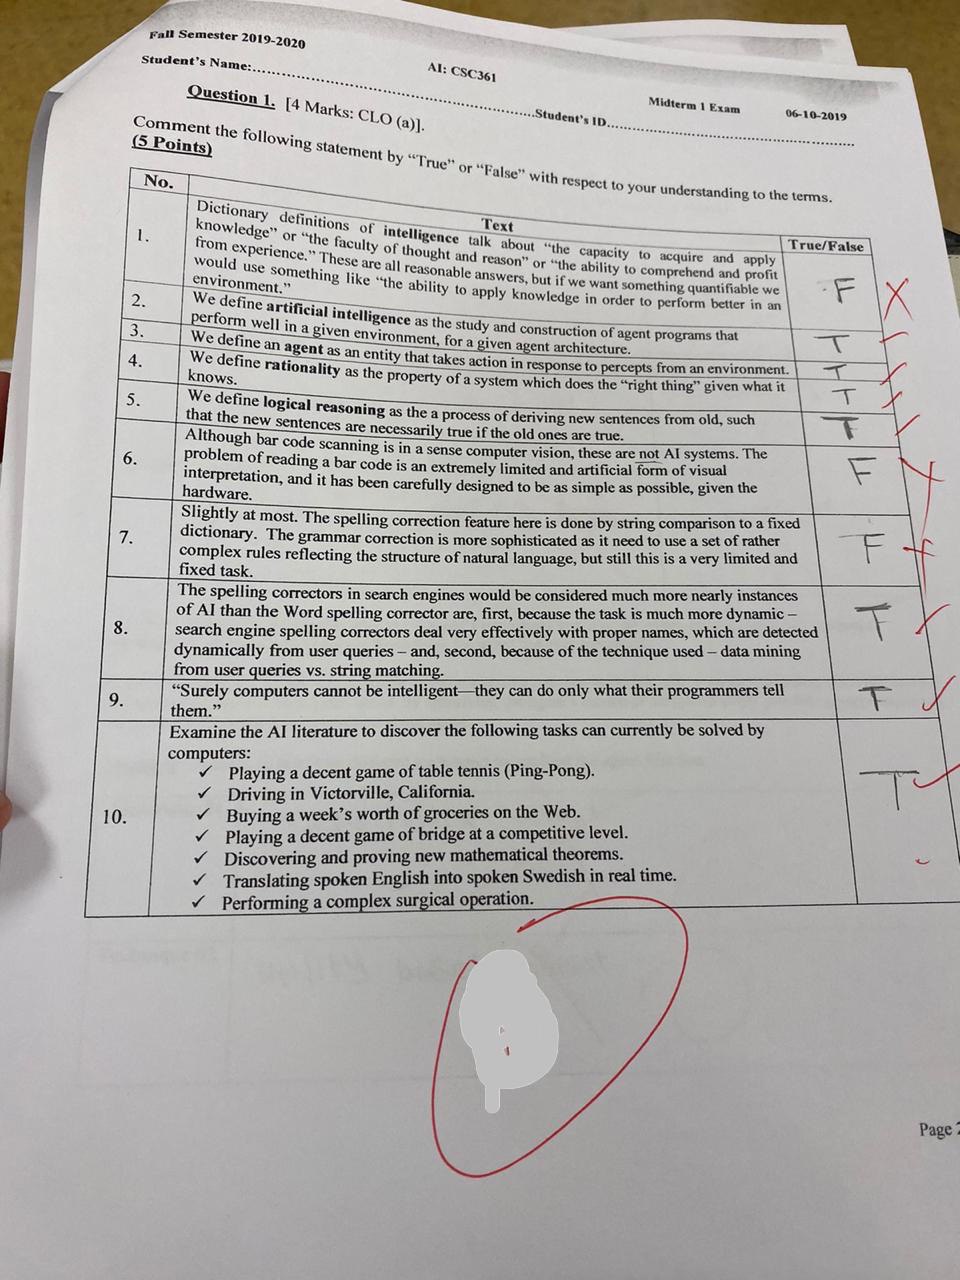 Fall Semester 2019-2020
AI: CSC361
Midterm 1 Exam
06-10-2019
Student's Name:..............................Student's ID..............................
Question 1. [4 Marks: CLO (a)].
Comment the following statement by “True” or “False” with respect to your understanding to the terms.
(5 Points)
No.
Text
True/False
1.
Dictionary definitions of intelligence talk about “the capacity to acquire and apply
knowledge” or “the faculty of thought and reason” or “the ability to comprehend and profit
from experience.” These are all reasonable answers, but if we want something quantifiable we
would use something like “the ability to apply knowledge in order to perform better in an
environment.”
F
2.
We define artificial intelligence as the study and construction of agent programs that
perform well in a given environment, for a given agent architecture.
T
3.
We define an agent as an entity that takes action in response to percepts from an environment.
T
4.
We define rationality as the property of a system which does the “right thing” given what it
knows.
T
5.
We define logical reasoning as the a process of deriving new sentences from old, such
that the new sentences are necessarily true if the old ones are true.
T
6.
Although bar code scanning is in a sense computer vision, these are not AI systems. The
problem of reading a bar code is an extremely limited and artificial form of visual
interpretation, and it has been carefully designed to be as simple as possible, given the
hardware.
F
7.
Slightly at most. The spelling correction feature here is done by string comparison to a fixed
dictionary. The grammar correction is more sophisticated as it need to use a set of rather
complex rules reflecting the structure of natural language, but still this is a very limited and
fixed task.
F
8.
The spelling correctors in search engines would be considered much more nearly instances
of AI than the Word spelling corrector are, first, because the task is much more dynamic –
search engine spelling correctors deal very effectively with proper names, which are detected
dynamically from user queries – and, second, because of the technique used – data mining
from user queries vs. string matching.
T
9.
“Surely computers cannot be intelligent—they can do only what their programmers tell
them.”
T
10.
Examine the AI literature to discover the following tasks can currently be solved by
computers:
✓ Playing a decent game of table tennis (Ping-Pong).
✓ Driving in Victorville, California.
✓ Buying a week's worth of groceries on the Web.
✓ Playing a decent game of bridge at a competitive level.
✓ Discovering and proving new mathematical theorems.
✓ Translating spoken English into spoken Swedish in real time.
✓ Performing a complex surgical operation.
T
Page